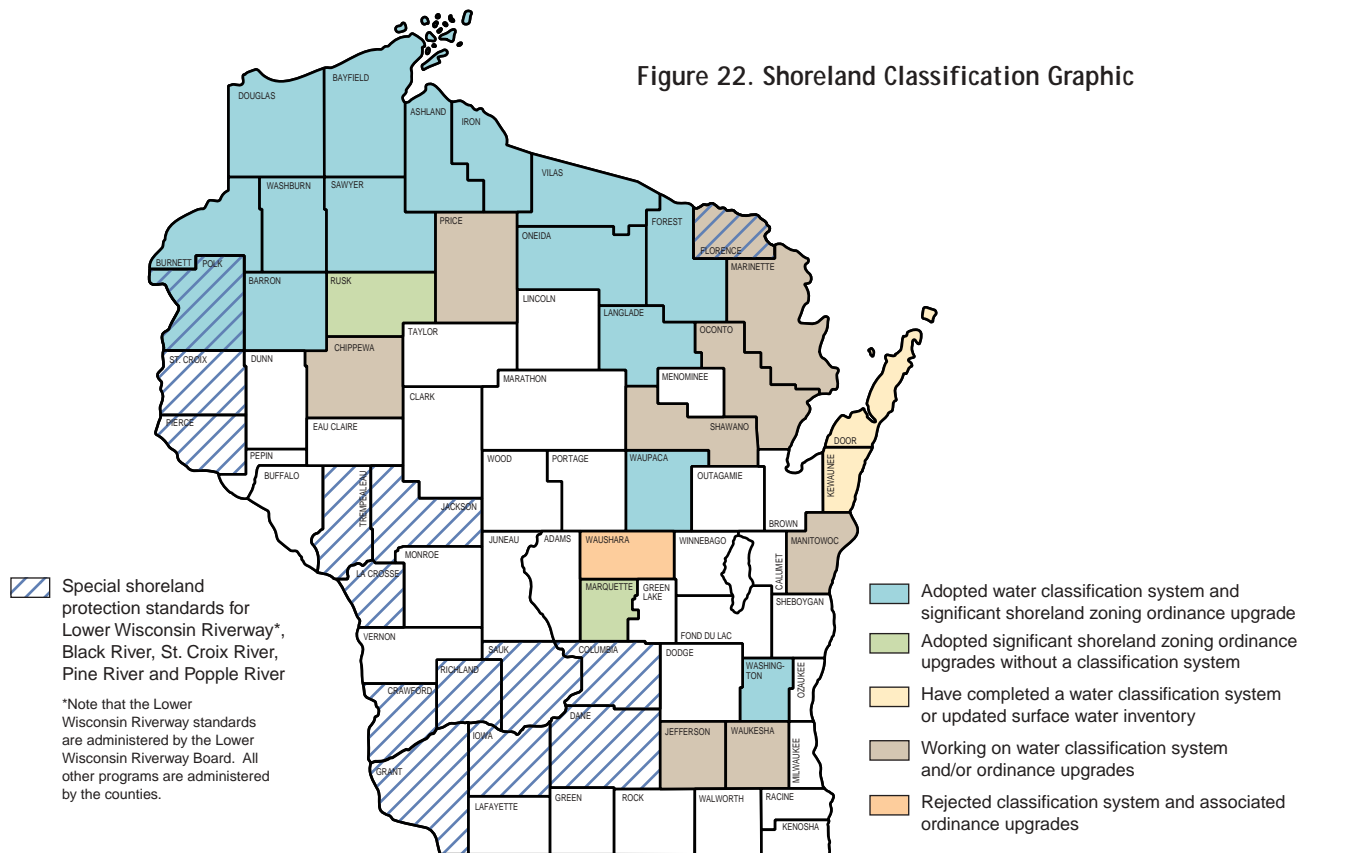 Figure 22. Shoreland Classification Graphic
BAYFIELD
DOUGLAS
ASHLAND
IRON
VILAS
WASHBURN
SAWYER
PRICE
FOREST
ONEIDA
FLORENCE
BURNETT
POLK
MARINETTE
BARRON
RUSK
LINCOLN
LANGLADE
TAYLOR
OCONTO
CHIPPEWA
ST. CROIX
DUNN
MARATHON
MENOMINEE
CLARK
PIERCE
EAU CLAIRE
SHAWANO
DOOR
PEPIN
WOOD
PORTAGE
WAUPACA
KEWAUNEE
BUFFALO
TREMPEALEAU
OUTAGAMIE
JACKSON
BROWN
JUNEAU
ADAMS
WAUSHARA
WINNEBAGO
MANITOWOC
MONROE
CALUMET
LA CROSSE
MARQUETTE
GREEN
LAKE
SHEBOYGAN
VERNON
FOND DU LAC
SAUK
COLUMBIA
DODGE
RICHLAND
WASHING-
TON
OZAUKEE
CRAWFORD
DANE
IOWA
JEFFERSON
WAUKESHA
MILWAUKEE
GRANT
LAFAYETTE
GREEN
ROCK
WALWORTH
RACINE
KENOSHA
Special shoreland
protection standards for
Lower Wisconsin Riverway*,
Black River, St. Croix River,
Pine River and Popple River
*Note that the Lower
Wisconsin Riverway standards
are administered by the Lower
Wisconsin Riverway Board. All
other programs are administered
by the counties.
Adopted water classification system and
significant shoreland zoning ordinance upgrade
Adopted significant shoreland zoning ordinance
upgrades without a classification system
Have completed a water classification system
or updated surface water inventory
Working on water classification system
and/or ordinance upgrades
Rejected classification system and associated
ordinance upgrades